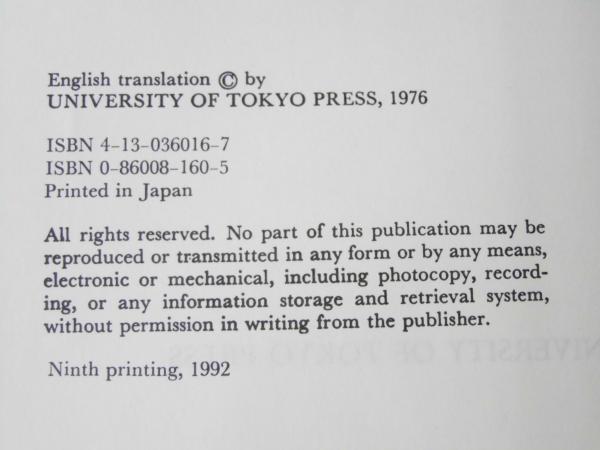 English translation © by
UNIVERSITY OF TOKYO PRESS, 1976
ISBN 4-13-036016-7
ISBN 0-86008-160-5
Printed in Japan
All rights reserved. No part of this publication may be
reproduced or transmitted in any form or by any means,
electronic or mechanical, including photocopy, record-
ing, or any information storage and retrieval system,
without permission in writing from the publisher.
Ninth printing, 1992